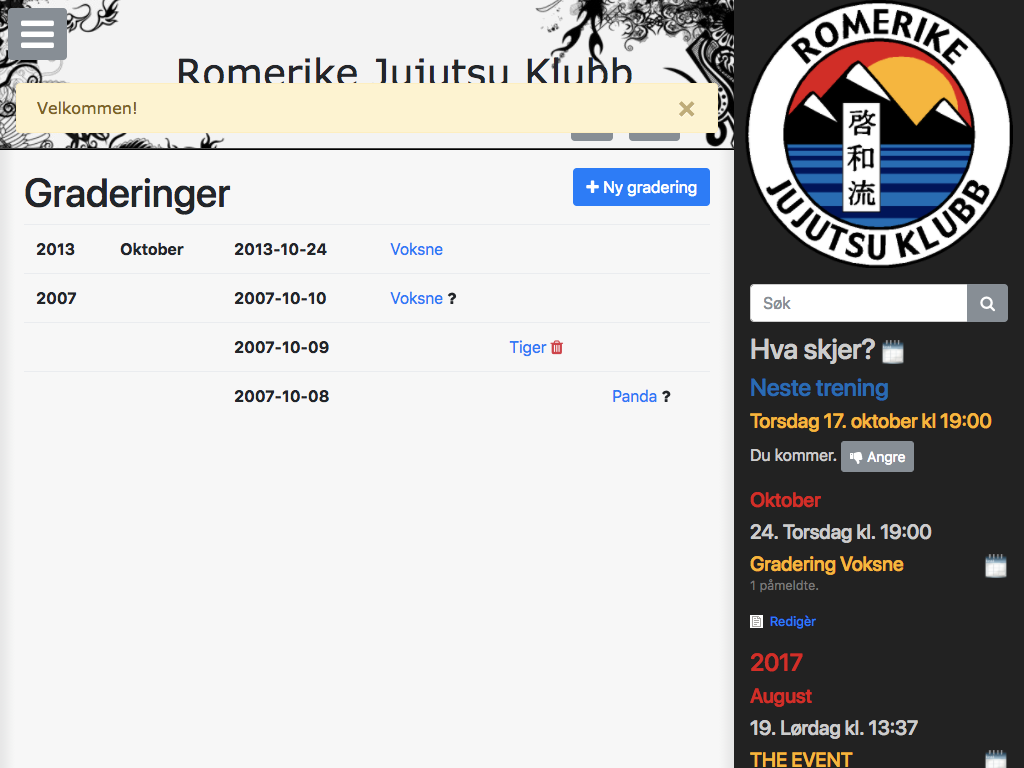 Romerike Jujutsu Klubb
Velkommen!
×
Graderinger
Ny gradering
2013 Oktober 2013-10-24 Voksne
2007 2007-10-10 Voksne ?
2007-10-09 Tiger
2007-10-08 Panda ?
ROMERIKE
啓和流
JUJUTSU KLUBB
Søk
Hva skjer?
Neste trening
Torsdag 17. oktober kl 19:00
Du kommer. Angre
Oktober
24. Torsdag kl. 19:00
Gradering Voksne
1 påmeldte.
Redigèr
2017
August
19. Lørdag kl. 13:37
THE EVENT